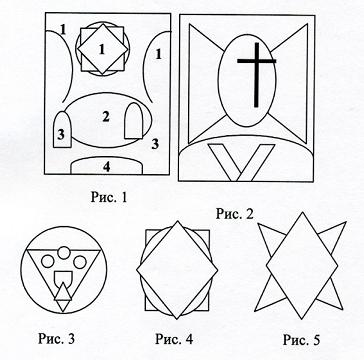 1 1 1
2
3 3
4
Рис. 1
Рис. 2
Рис. 3 Рис. 4 Рис. 5